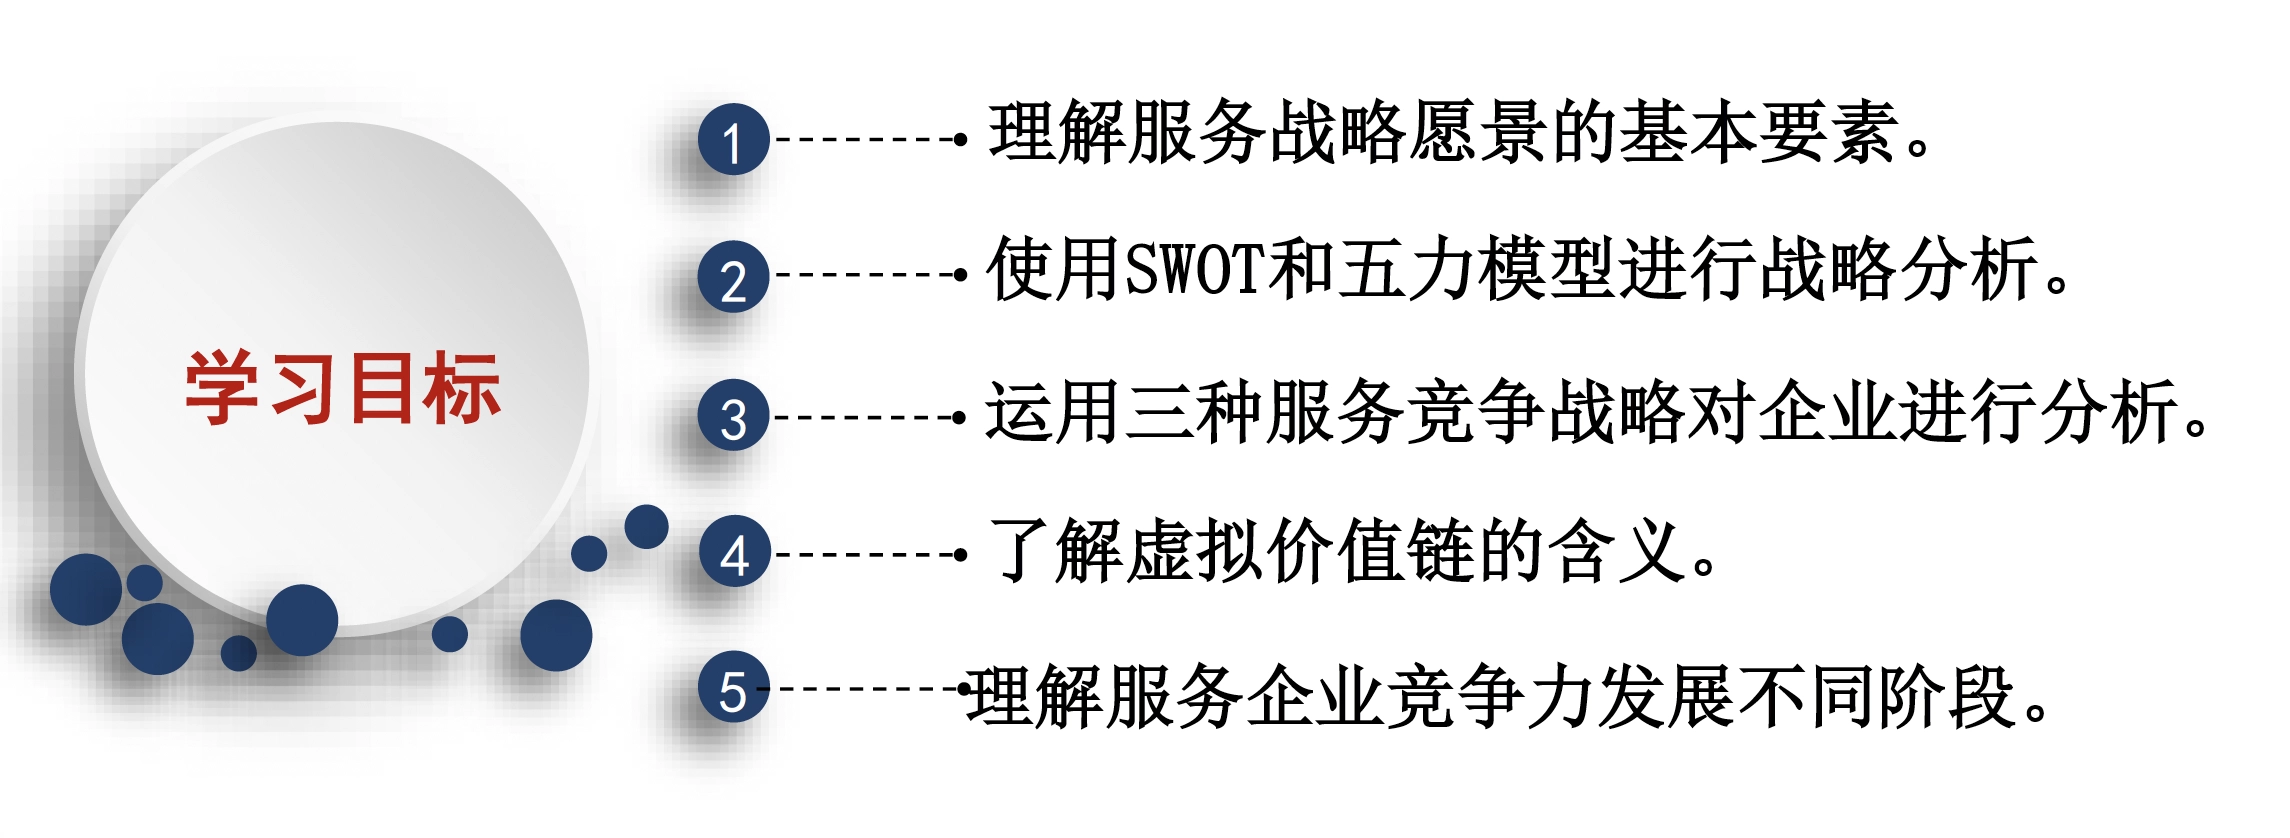 学习目标
1 理解服务战略愿景的基本要素。
2 使用SWOT和五力模型进行战略分析。
3 运用三种服务竞争战略对企业进行分析。
4 了解虚拟价值链的含义。
5 理解服务企业竞争力发展不同阶段。